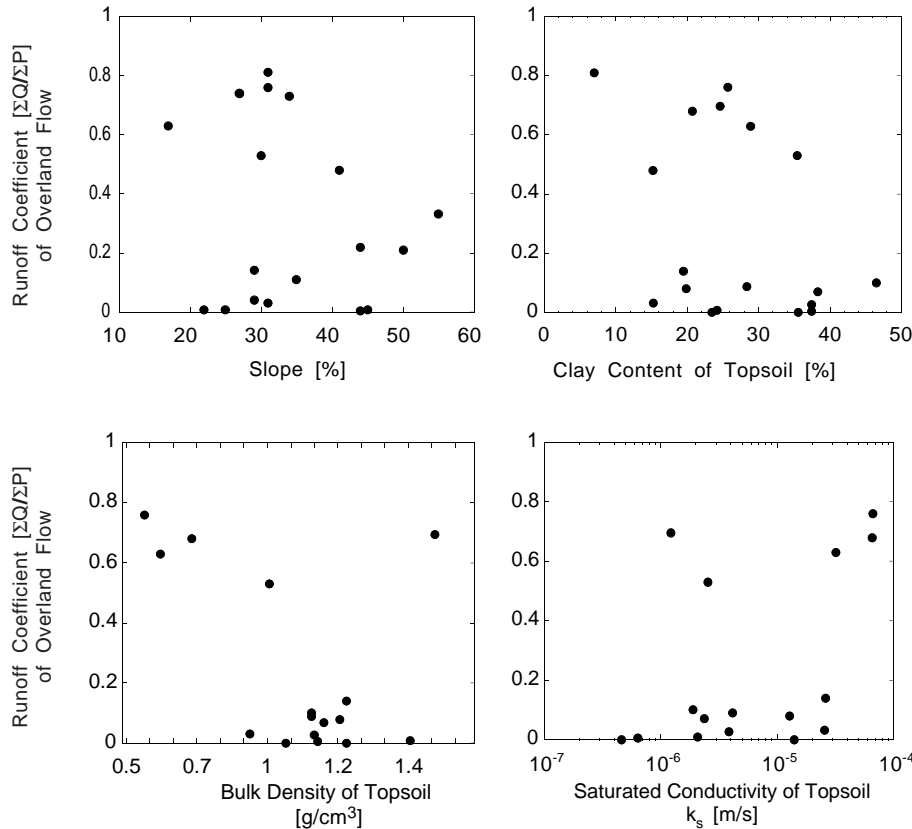 1
0.8
0.6
0.4
0.2
0
Runoff Coefficient [ΣQ/ΣP]
of Overland Flow
10 20 30 40 50 60
Slope [%]
1
0.8
0.6
0.4
0.2
0
0 10 20 30 40 50
Clay Content of Topsoil [%]
1
0.8
0.6
0.4
0.2
0
Runoff Coefficient [ΣQ/ΣP]
of Overland Flow
0.5 0.7 1 1.2 1.4
Bulk Density of Topsoil
[g/cm³]
1
0.8
0.6
0.4
0.2
0
10⁻⁷ 10⁻⁶ 10⁻⁵ 10⁻⁴
Saturated Conductivity of Topsoil
kₛ [m/s]